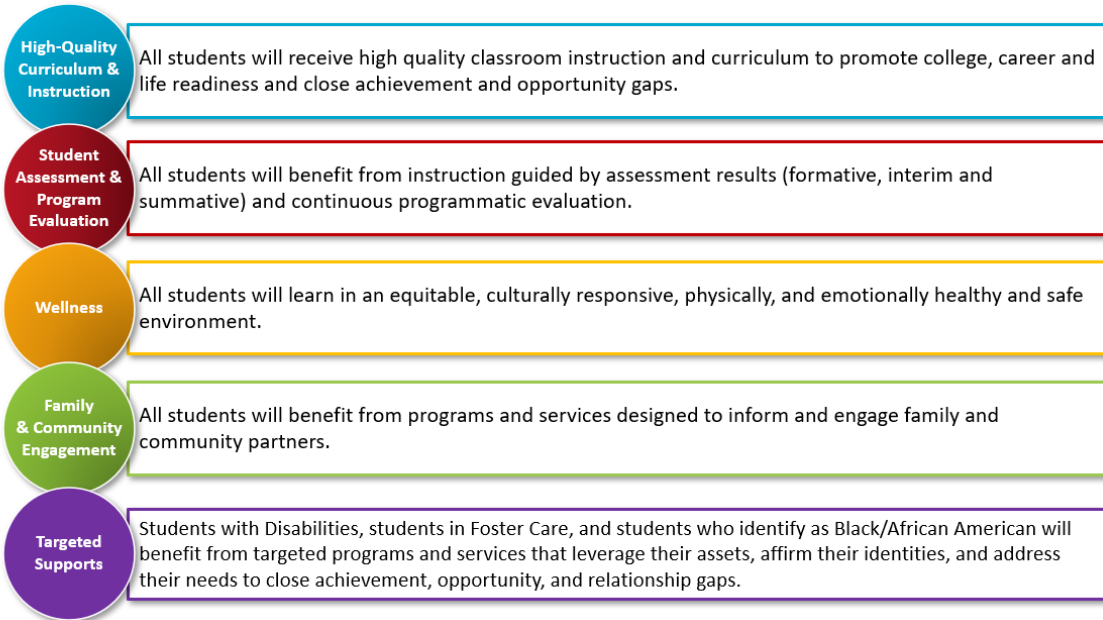 High-Quality
Curriculum &
Instruction
All students will receive high quality classroom instruction and curriculum to promote college, career and
life readiness and close achievement and opportunity gaps.
Student
Assessment &
Program
Evaluation
All students will benefit from instruction guided by assessment results (formative, interim and
summative) and continuous programmatic evaluation.
Wellness
All students will learn in an equitable, culturally responsive, physically, and emotionally healthy and safe
environment.
Family
& Community
Engagement
All students will benefit from programs and services designed to inform and engage family and
community partners.
Targeted
Supports
Students with Disabilities, students in Foster Care, and students who identify as Black/African American will
benefit from targeted programs and services that leverage their assets, affirm their identities, and address
their needs to close achievement, opportunity, and relationship gaps.